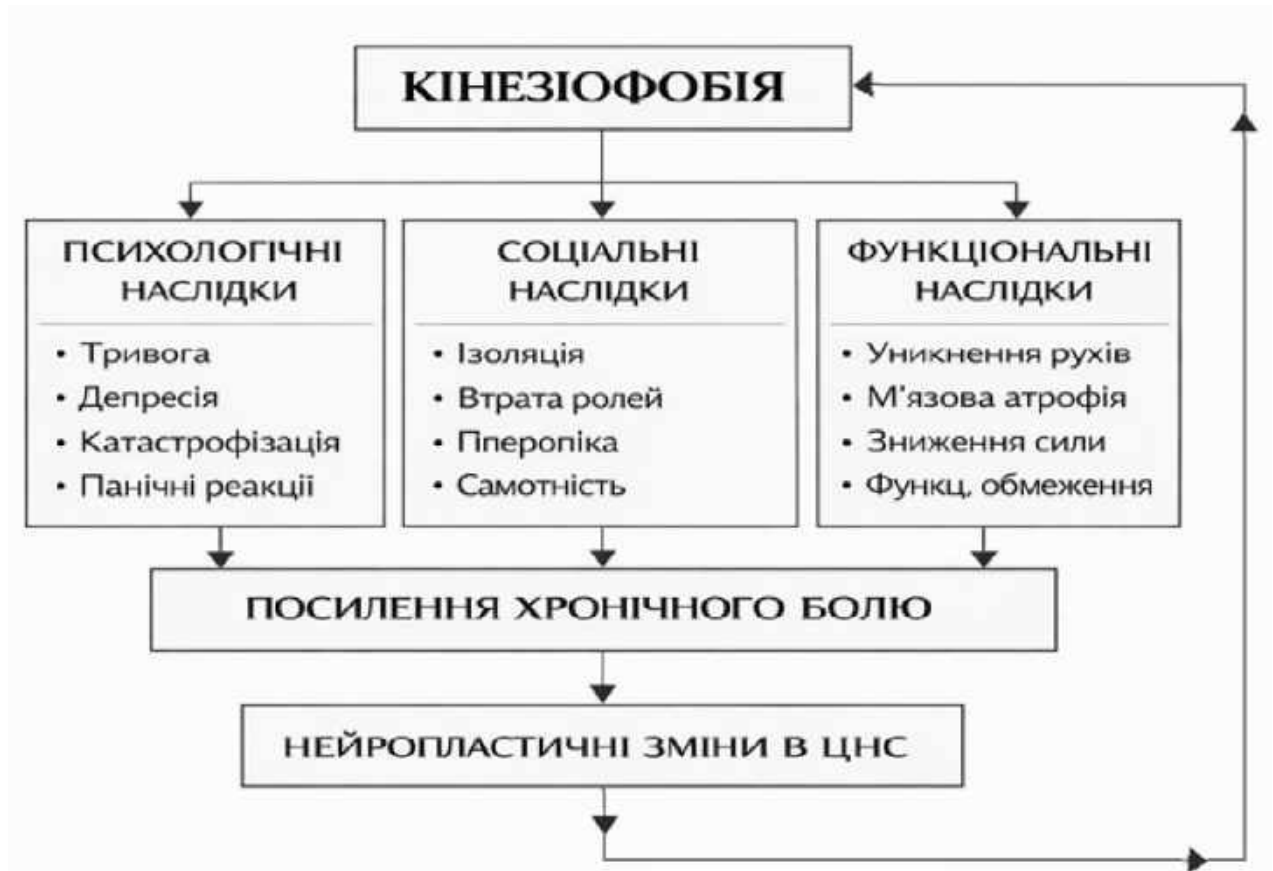 КІНЕЗІОФОБІЯ
ПСИХОЛОГІЧНІ
НАСЛІДКИ
• Тривога
• Депресія
• Катастрофізація
• Панічні реакції
СОЦІАЛЬНІ
НАСЛІДКИ
• Ізоляція
• Втрата ролей
• Пперопіка
• Самотність
ФУНКЦІОНАЛЬНІ
НАСЛІДКИ
• Уникнення рухів
• М'язова атрофія
• Зниження сили
• Функц, обмеження
ПОСИЛЕННЯ ХРОНІЧНОГО БОЛЮ
НЕЙРОПЛАСТИЧНІ ЗМІНИ В ЦНС